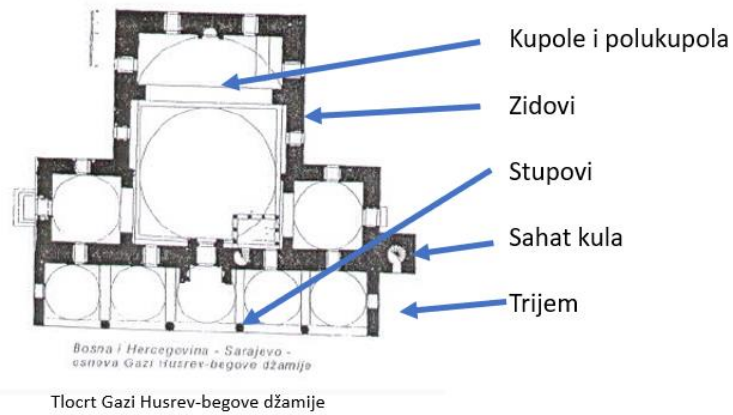 Kupole i polukupola
Zidovi
Stupovi
Sahat kula
Trijem
Bosna i Hercegovina - Sarajevo -
osnova Gazi Husrev-begove džamije
Tlocrt Gazi Husrev-begove džamije